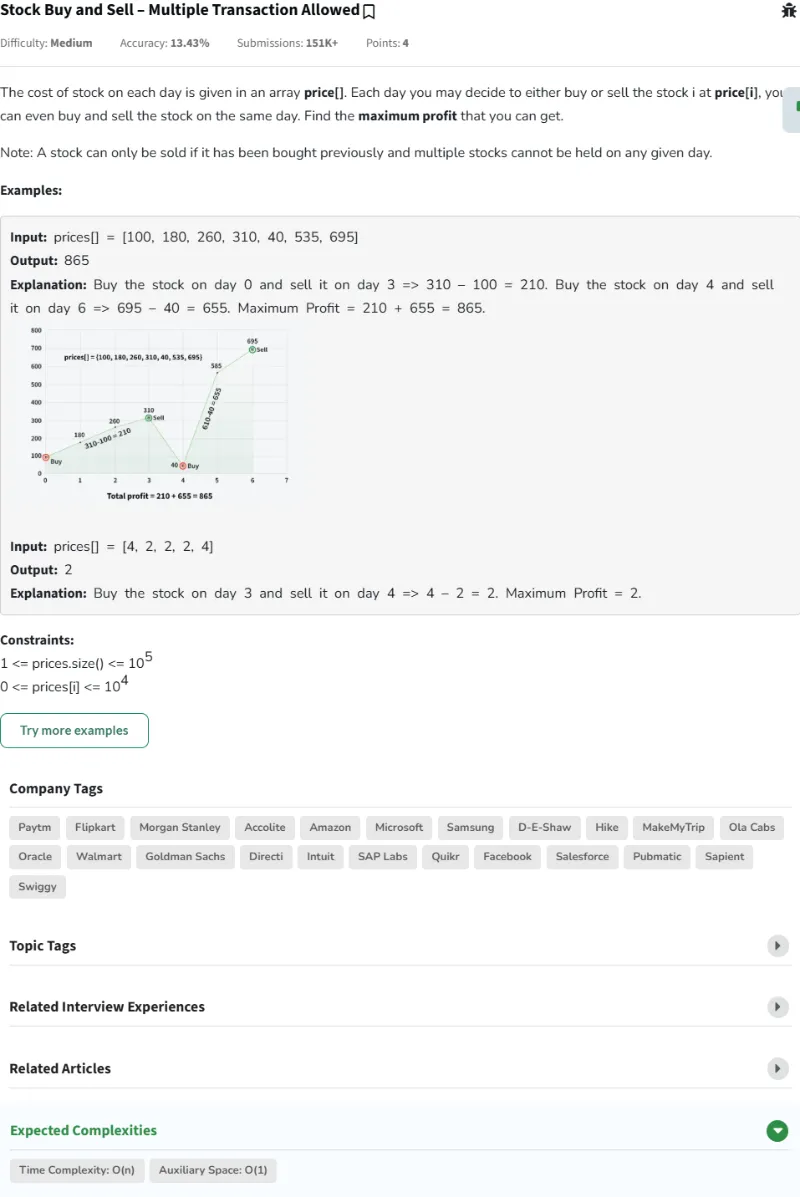 Stock Buy and Sell – Multiple Transaction Allowed
Difficulty: Medium Accuracy: 13.43% Submissions: 151K+ Points: 4
The cost of stock on each day is given in an array price[]. Each day you may decide to either buy or sell the stock i at price[i], you
can even buy and sell the stock on the same day. Find the maximum profit that you can get.
Note: A stock can only be sold if it has been bought previously and multiple stocks cannot be held on any given day.
Examples:
Input: prices[] = [100, 180, 260, 310, 40, 535, 695]
Output: 865
Explanation: Buy the stock on day 0 and sell it on day 3 => 310 – 100 = 210. Buy the stock on day 4 and sell
it on day 6 => 695 – 40 = 655. Maximum Profit = 210 + 655 = 865.
800
700
600
500
400
300
200
100
0
prices[] = {100, 180, 260, 310, 40, 535, 695}
Buy
180
260
310-100 = 210
310
Sell
40 Buy
610-40 = 655
585
695
Sell
0 1 2 3 4 5 6 7
Total profit = 210 + 655 = 865
Input: prices[] = [4, 2, 2, 2, 4]
Output: 2
Explanation: Buy the stock on day 3 and sell it on day 4 => 4 – 2 = 2. Maximum Profit = 2.
Constraints:
1 <= prices.size() <= 10^5
0 <= prices[i] <= 10^4
Try more examples
Company Tags
Paytm Flipkart Morgan Stanley Accolite Amazon Microsoft Samsung D-E-Shaw Hike MakeMyTrip Ola Cabs
Oracle Walmart Goldman Sachs Directi Intuit SAP Labs Quikr Facebook Salesforce Pubmatic Sapient
Swiggy
Topic Tags
Related Interview Experiences
Related Articles
Expected Complexities
Time Complexity: O(n) Auxiliary Space: O(1)